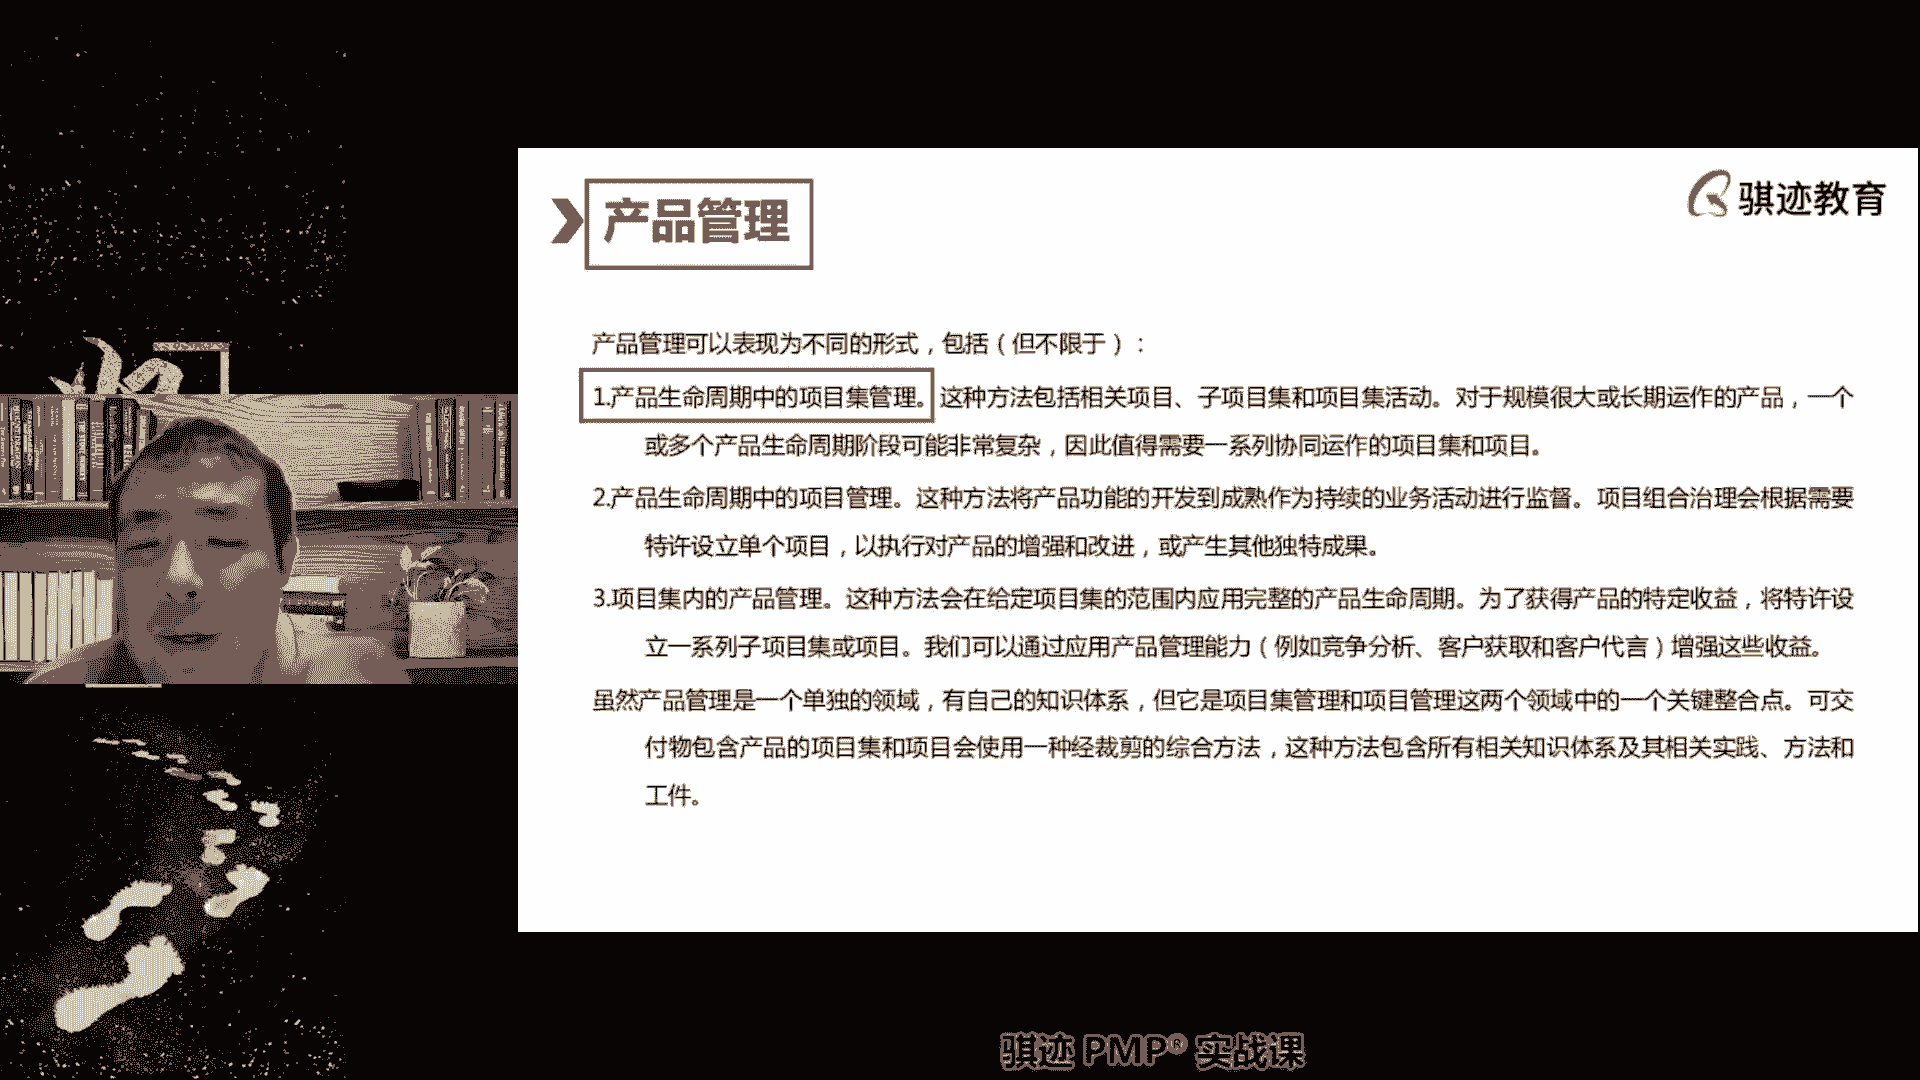 产品管理
骐迹教育
产品管理可以表现为不同的形式，包括（但不限于）：
1.产品生命周期中的项目集管理。这种方法包括相关项目、子项目集和项目集活动。对于规模很大或长期运作的产品，一个
或多个产品生命周期阶段可能非常复杂，因此值得需要一系列协同运作的项目集和项目。
2.产品生命周期中的项目管理。这种方法将产品功能的开发到成熟作为持续的业务活动进行监督。项目组合治理会根据需要
特许设立单个项目，以执行对产品的增强和改进，或产生其他独特成果。
3.项目集内的产品管理。这种方法会在给定项目集的范围内应用完整的产品生命周期。为了获得产品的特定收益，将特许设
立一系列子项目集或项目。我们可以通过应用产品管理能力（例如竞争分析、客户获取和客户代言）增强这些收益。
虽然产品管理是一个单独的领域，有自己的知识体系，但它是项目集管理和项目管理这两个领域中的一个关键整合点。可交
付物包含产品的项目集和项目会使用一种经裁剪的综合方法，这种方法包含所有相关知识体系及其相关实践、方法和
工件。
骐迹 PMP® 实战课